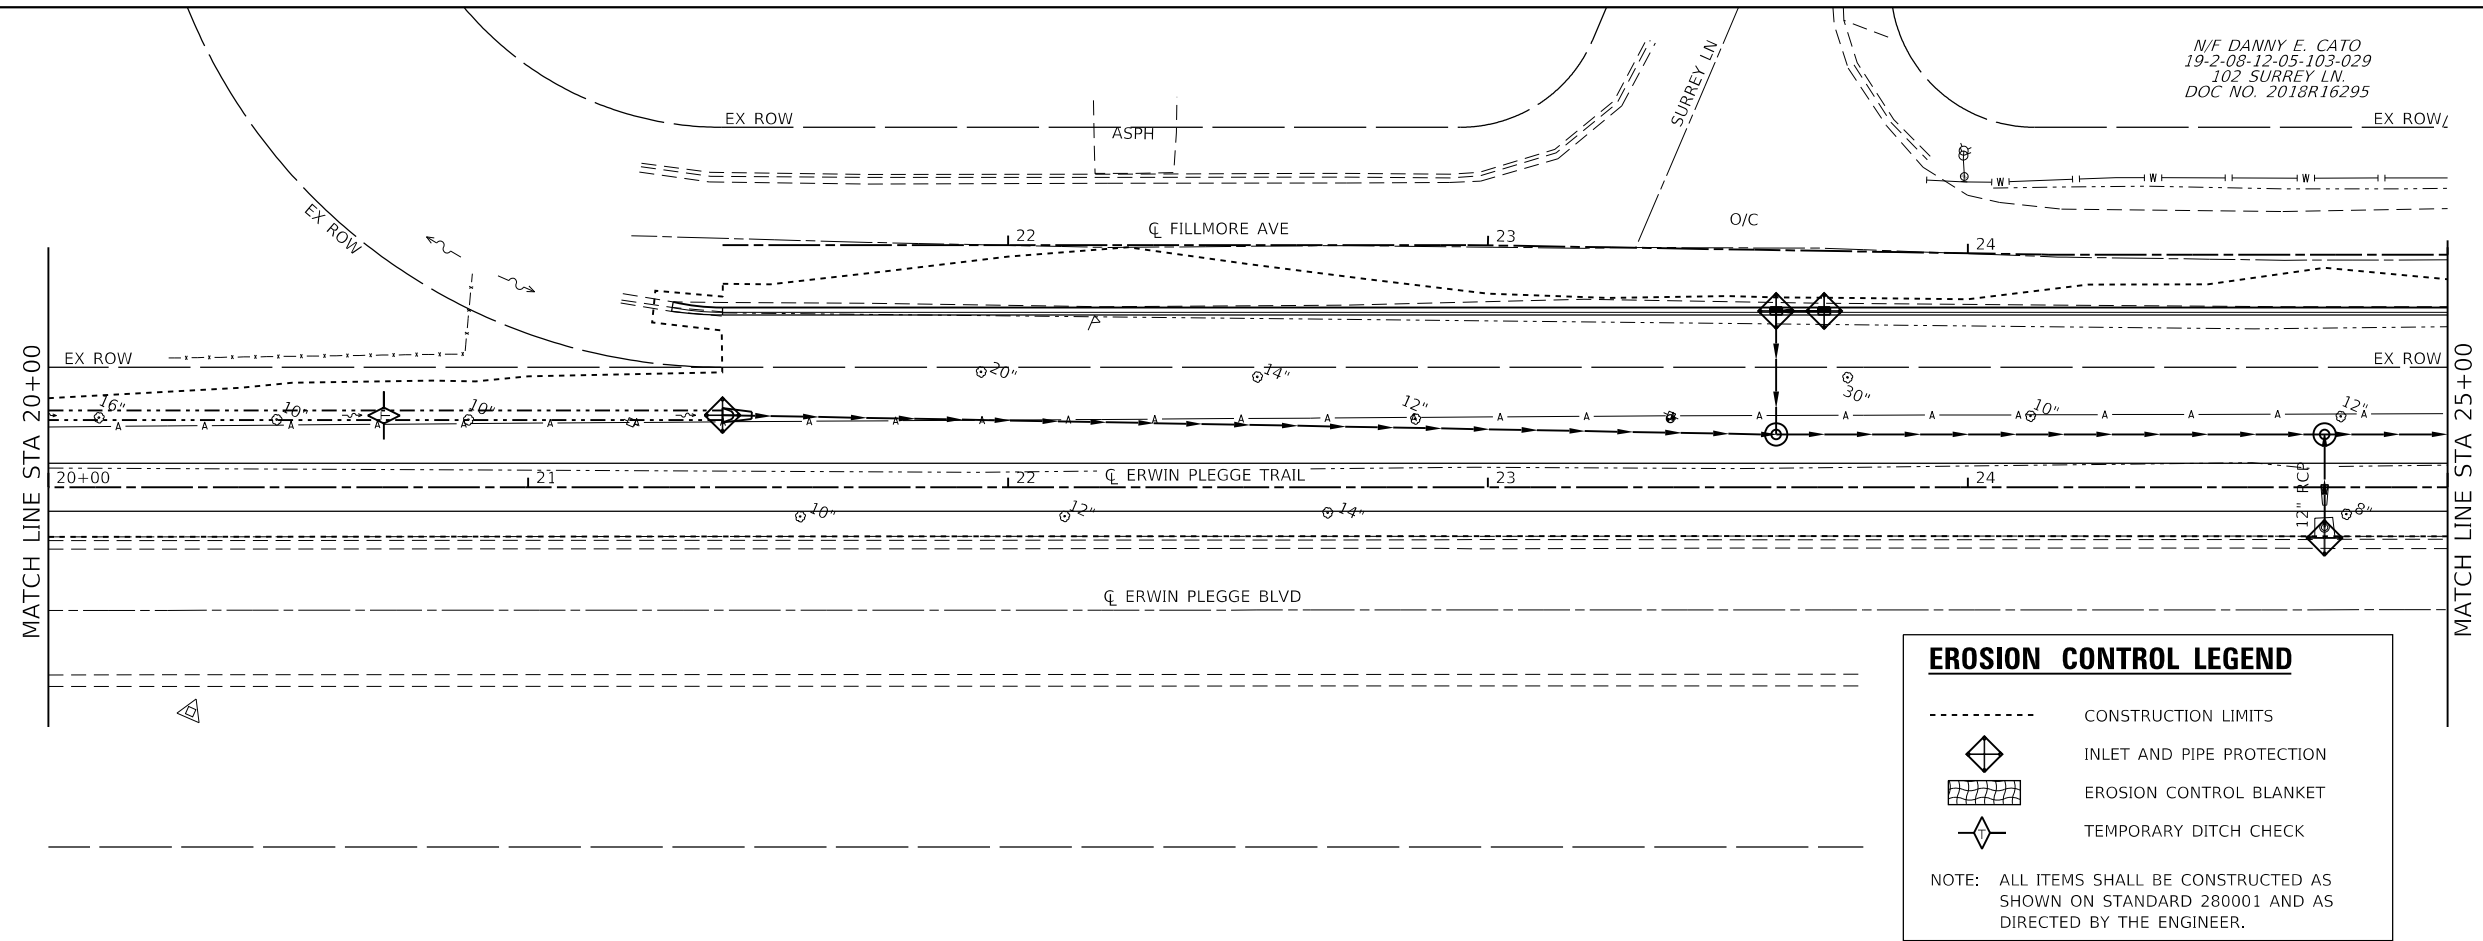 N/F DANNY E. CATO
19-2-08-12-05-103-029
102 SURREY LN.
DOC NO. 2018R16295
SURREY LN
EX ROW
EX ROW
ASPH
W W W
EX ROW
O/C
℄ FILLMORE AVE
22
23
24
EX ROW
EX ROW
20"
14"
30"
16"
10"
10"
12"
10"
12"
A A A A A A A A A A A A A A A A A A A A A A A A A A A
T
MATCH LINE STA 20+00
MATCH LINE STA 25+00
20+00
21
22
℄ ERWIN PLEGGE TRAIL
23
24
12" RCP
10"
12"
14"
8"
℄ ERWIN PLEGGE BLVD
EROSION CONTROL LEGEND
CONSTRUCTION LIMITS
INLET AND PIPE PROTECTION
EROSION CONTROL BLANKET
T
TEMPORARY DITCH CHECK
NOTE: ALL ITEMS SHALL BE CONSTRUCTED AS
SHOWN ON STANDARD 280001 AND AS
DIRECTED BY THE ENGINEER.